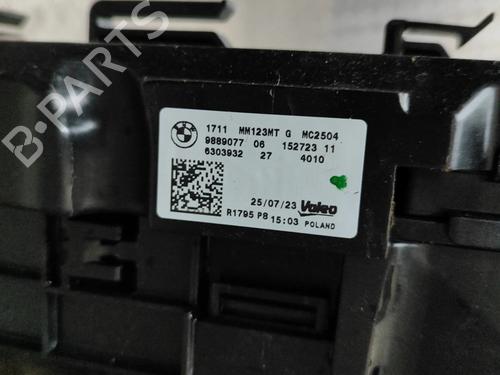 B-PARTS
1711 MM123MT G MC2504
9889077 06 152723 11
6303932 27 4010
25/07/23 Valeo
R1795 P8 15:03 POLAND